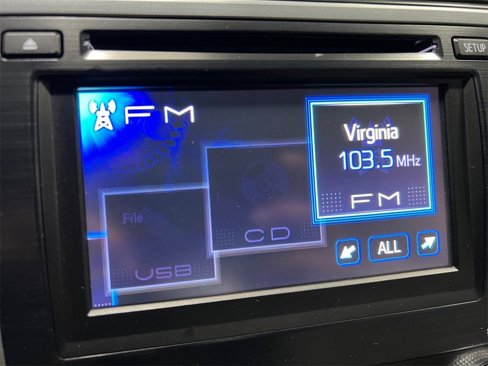 SETUP
FM
Virginia
103.5 MHz
FM
CD
File
USB
ALL